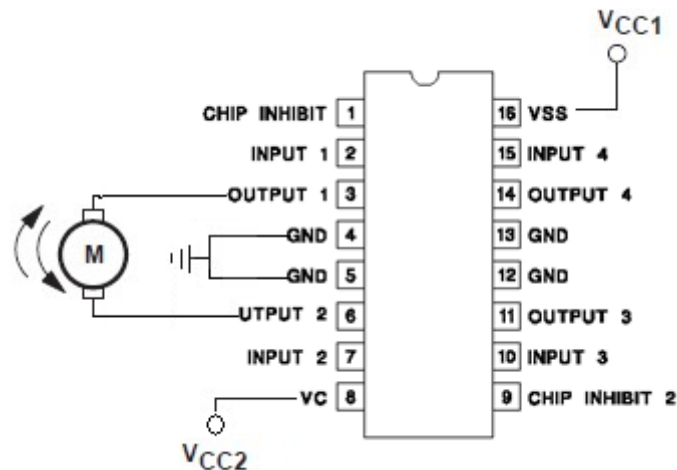 VCC1
CHIP INHIBIT 1 16 VSS
INPUT 1 2 15 INPUT 4
OUTPUT 1 3 14 OUTPUT 4
M
GND 4 13 GND
GND 5 12 GND
UTPUT 2 6 11 OUTPUT 3
INPUT 2 7 10 INPUT 3
VC 8 9 CHIP INHIBIT 2
VCC2